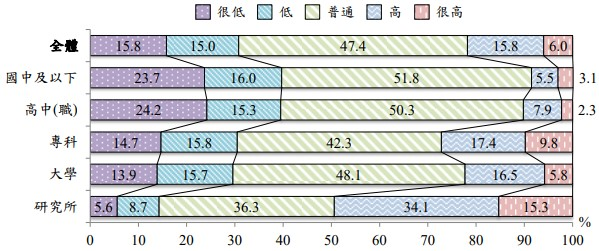 很低 低 普通 高 很高
全體 15.8 15.0 47.4 15.8 6.0
國中及以下 23.7 16.0 51.8 5.5 3.1
高中(職) 24.2 15.3 50.3 7.9 2.3
專科 14.7 15.8 42.3 17.4 9.8
大學 13.9 15.7 48.1 16.5 5.8
研究所 5.6 8.7 36.3 34.1 15.3
%
0 10 20 30 40 50 60 70 80 90 100